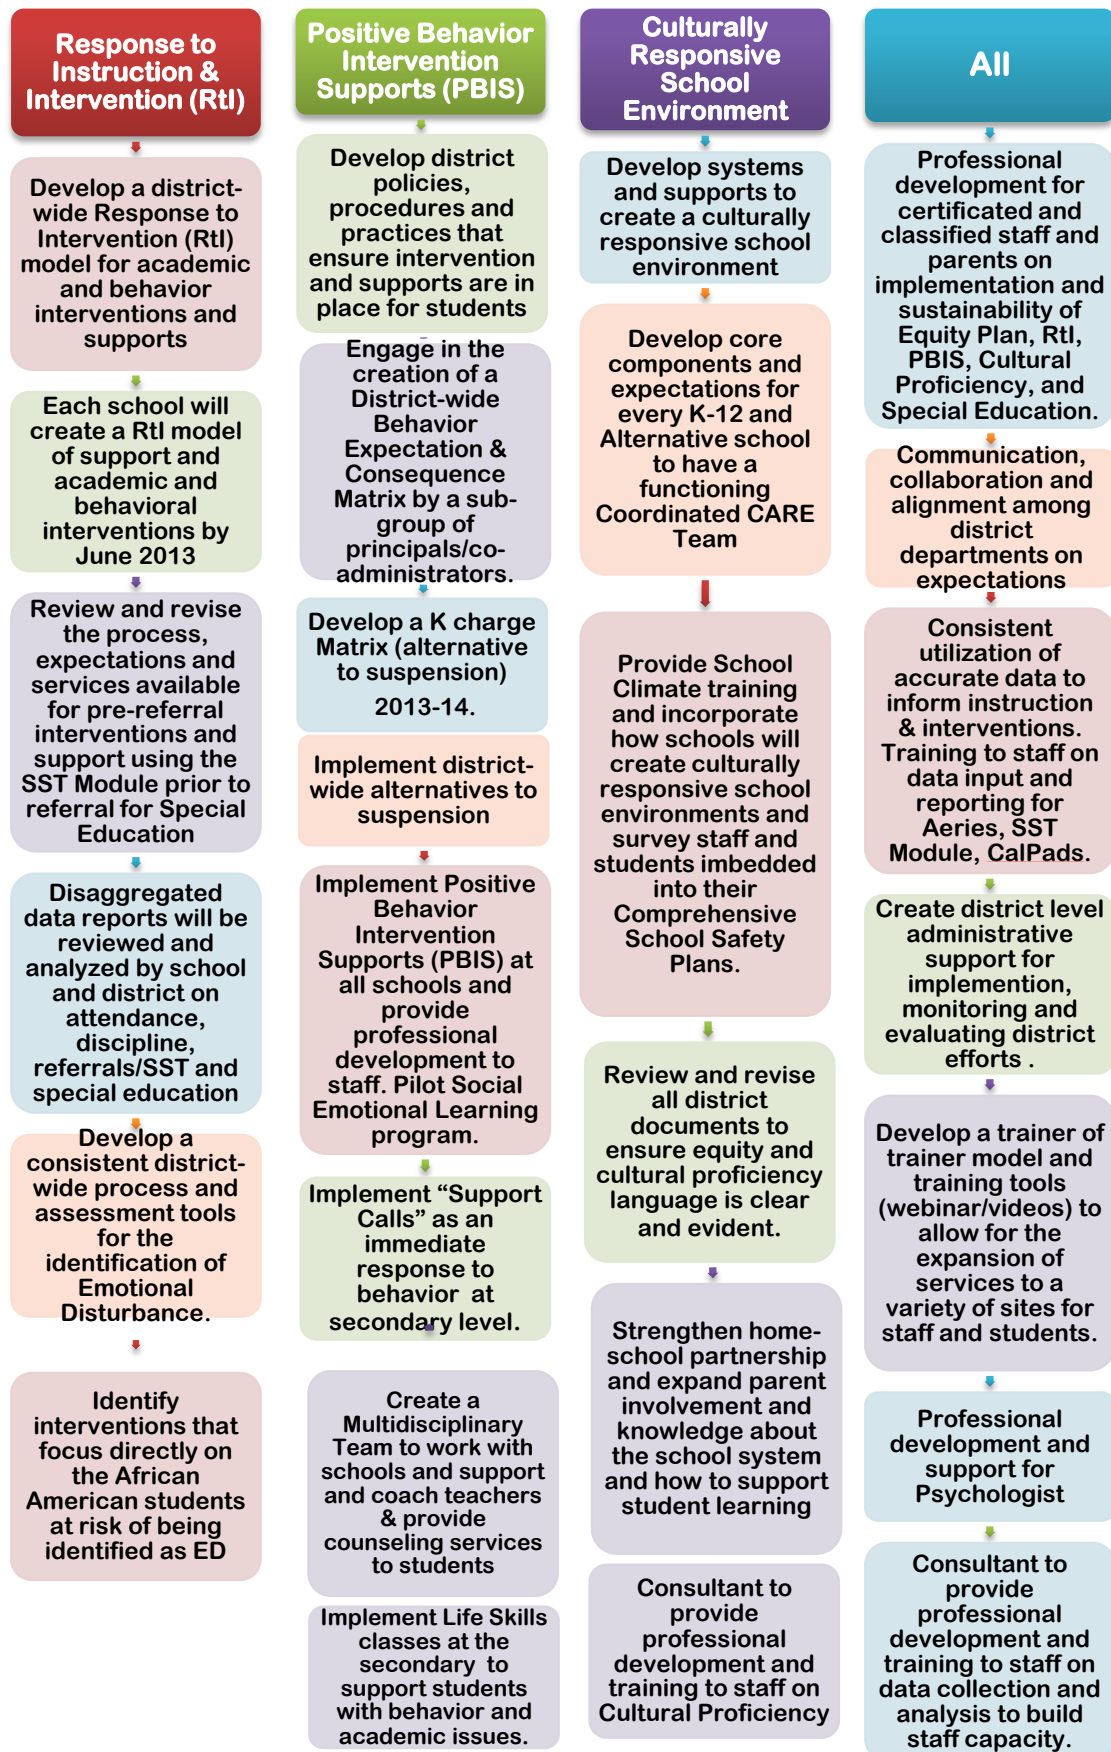 Response to
Instruction &
Intervention (RtI)
Develop a district-
wide Response to
Intervention (RtI)
model for academic
and behavior
interventions and
supports
Each school will
create a RtI model
of support and
academic and
behavioral
interventions by
June 2013
Review and revise
the process,
expectations and
services available
for pre-referral
interventions and
support using the
SST Module prior to
referral for Special
Education
Disaggregated
data reports will be
reviewed and
analyzed by school
and district on
attendance,
discipline,
referrals/SST and
special education
Develop a
consistent district-
wide process and
assessment tools
for the
identification of
Emotional
Disturbance.
Identify
interventions that
focus directly on
the African
American students
at risk of being
identified as ED
Positive Behavior
Intervention
Supports (PBIS)
Develop district
policies,
procedures and
practices that
ensure intervention
and supports are in
place for students
Engage in the
creation of a
District-wide
Behavior
Expectation &
Consequence
Matrix by a sub-
group of
principals/co-
administrators.
Develop a K charge
Matrix (alternative
to suspension)
2013-14.
Implement district-
wide alternatives to
suspension
Implement Positive
Behavior
Intervention
Supports (PBIS) at
all schools and
provide
professional
development to
staff. Pilot Social
Emotional Learning
program.
Implement “Support
Calls” as an
immediate
response to
behavior at
secondary level.
Create a
Multidisciplinary
Team to work with
schools and support
and coach teachers
& provide
counseling services
to students
Implement Life Skills
classes at the
secondary to
support students
with behavior and
academic issues.
Culturally
Responsive
School
Environment
Develop systems
and supports to
create a culturally
responsive school
environment
Develop core
components and
expectations for
every K-12 and
Alternative school
to have a
functioning
Coordinated CARE
Team
Provide School
Climate training
and incorporate
how schools will
create culturally
responsive school
environments and
survey staff and
students imbedded
into their
Comprehensive
School Safety
Plans.
Review and revise
all district
documents to
ensure equity and
cultural proficiency
language is clear
and evident.
Strengthen home-
school partnership
and expand parent
involvement and
knowledge about
the school system
and how to support
student learning
Consultant to
provide
professional
development and
training to staff on
Cultural Proficiency
All
Professional
development for
certificated and
classified staff and
parents on
implementation and
sustainability of
Equity Plan, RtI,
PBIS, Cultural
Proficiency, and
Special Education.
Communication,
collaboration and
alignment among
district
departments on
expectations
Consistent
utilization of
accurate data to
inform instruction
& interventions.
Training to staff on
data input and
reporting for
Aeries, SST
Module, CalPads.
Create district level
administrative
support for
implemention,
monitoring and
evaluating district
efforts .
Develop a trainer of
trainer model and
training tools
(webinar/videos) to
allow for the
expansion of
services to a
variety of sites for
staff and students.
Professional
development and
support for
Psychologist
Consultant to
provide
professional
development and
training to staff on
data collection and
analysis to build
staff capacity.